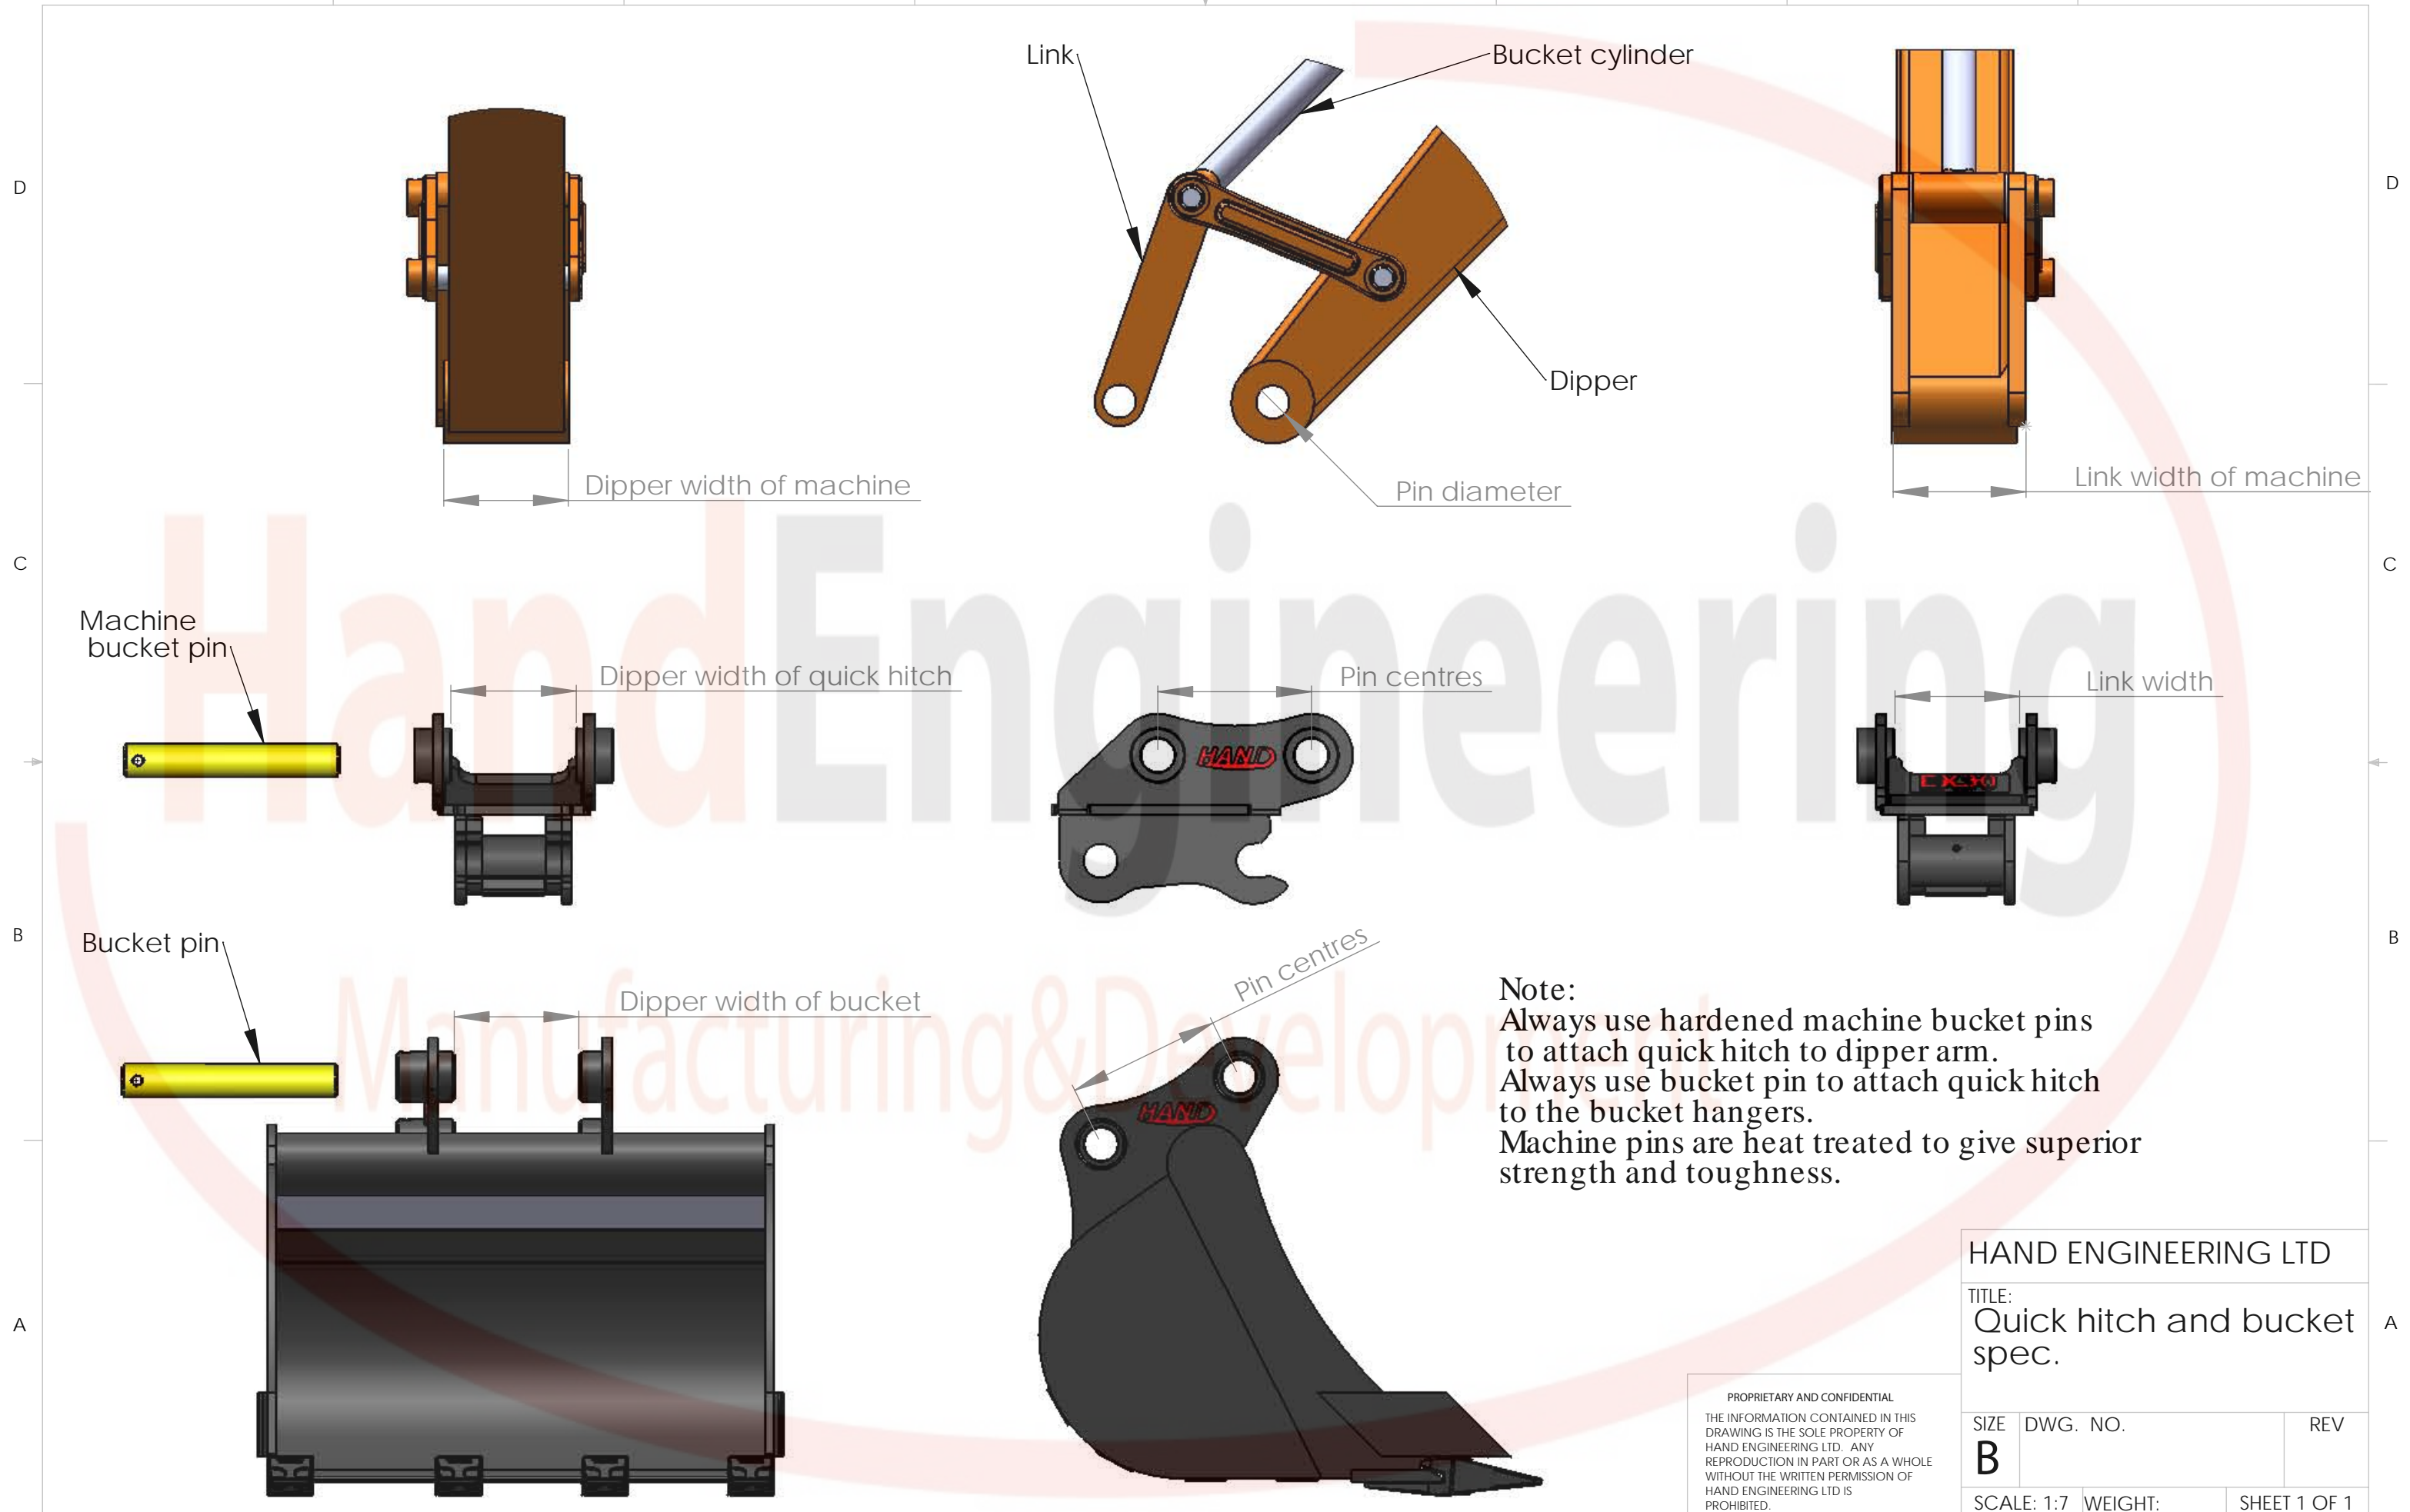 Link
Bucket cylinder
D
D
Dipper
Dipper width of machine
Pin diameter
Link width of machine
HandEngineering
Manufacturing&Development
C
C
Machine
bucket pin
Dipper width of quick hitch
Pin centres
Link width
HAND
B
B
Bucket pin
Dipper width of bucket
Pin centres
HAND
Note:
Always use hardened machine bucket pins
to attach quick hitch to dipper arm.
Always use bucket pin to attach quick hitch
to the bucket hangers.
Machine pins are heat treated to give superior
strength and toughness.
A
A
HAND ENGINEERING LTD
TITLE:
Quick hitch and bucket
spec.
PROPRIETARY AND CONFIDENTIAL
THE INFORMATION CONTAINED IN THIS
DRAWING IS THE SOLE PROPERTY OF
HAND ENGINEERING LTD. ANY
REPRODUCTION IN PART OR AS A WHOLE
WITHOUT THE WRITTEN PERMISSION OF
HAND ENGINEERING LTD IS
PROHIBITED.
SIZE DWG. NO. REV
B
SCALE: 1:7 WEIGHT: SHEET 1 OF 1